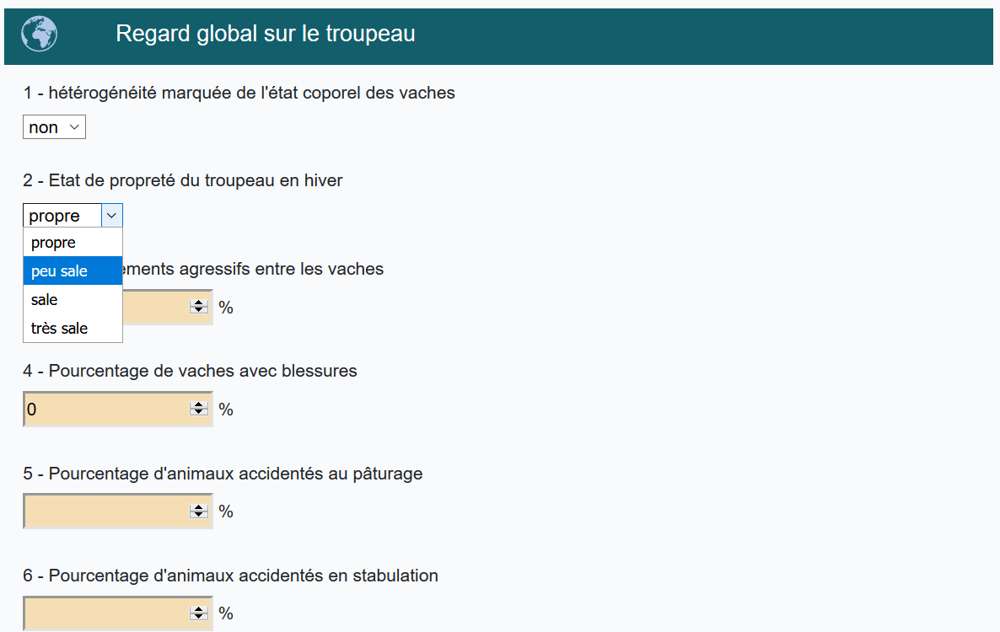 Regard global sur le troupeau
1 - hétérogénéité marquée de l'état coporel des vaches
non
2 - Etat de propreté du troupeau en hiver
propre
propre
peu sale
ements agressifs entre les vaches
sale
%
très sale
4 - Pourcentage de vaches avec blessures
0 %
5 - Pourcentage d'animaux accidentés au pâturage
%
6 - Pourcentage d'animaux accidentés en stabulation
%